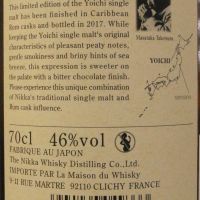 This limited edition of the Yoichi single malt
has been finished in Caribbean
Rom casks and bottled in 2017. While
keeping the Yoichi single malt's original
characteristics of pleasant peaty notes,
gentle smokiness and briny hints of sea
breeze, this expression is sweeter on
the palate with a bitter chocolate finish.
Please experience this unique combination
of Nikka's traditional single malt and
Rum cask influence.
Masataka Taketsuru
YOICHI
70cl 46%vol
FABRIQUE AU JAPON
The Nikka Whisky Distilling Co.,Ltd.
IMPORTE PAR La Maison du Whisky
9-11 RUE MARTRE 92110 CLICHY FRANCE